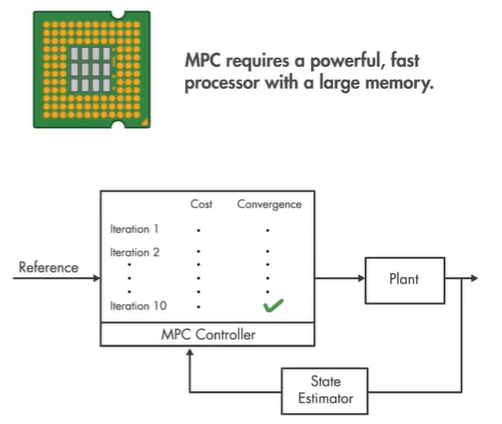 MPC requires a powerful, fast
processor with a large memory.
Cost Convergence
Iteration 1
Iteration 2
Iteration 10
MPC Controller
Reference
Plant
State
Estimator